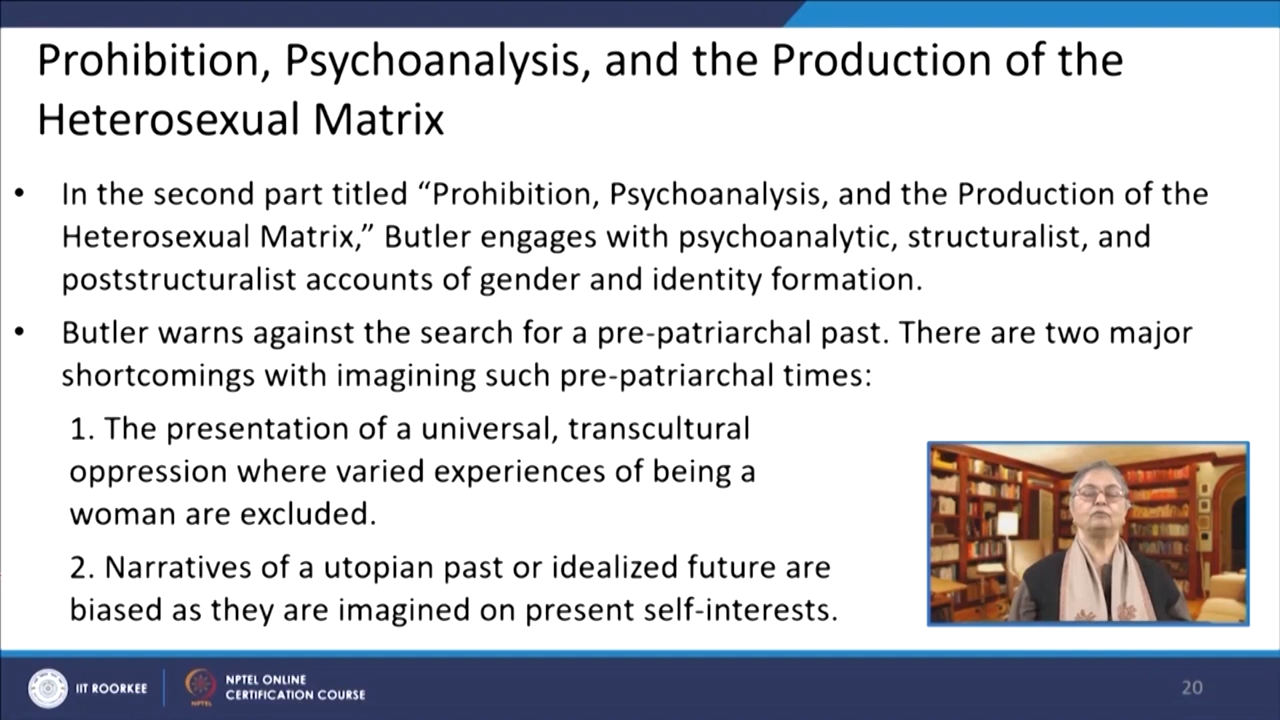 Prohibition, Psychoanalysis, and the Production of the
Heterosexual Matrix
• In the second part titled “Prohibition, Psychoanalysis, and the Production of the
Heterosexual Matrix,” Butler engages with psychoanalytic, structuralist, and
poststructuralist accounts of gender and identity formation.
• Butler warns against the search for a pre-patriarchal past. There are two major
shortcomings with imagining such pre-patriarchal times:
1. The presentation of a universal, transcultural
oppression where varied experiences of being a
woman are excluded.
2. Narratives of a utopian past or idealized future are
biased as they are imagined on present self-interests.
IIT ROORKEE
NPTEL
NPTEL ONLINE
CERTIFICATION COURSE
20